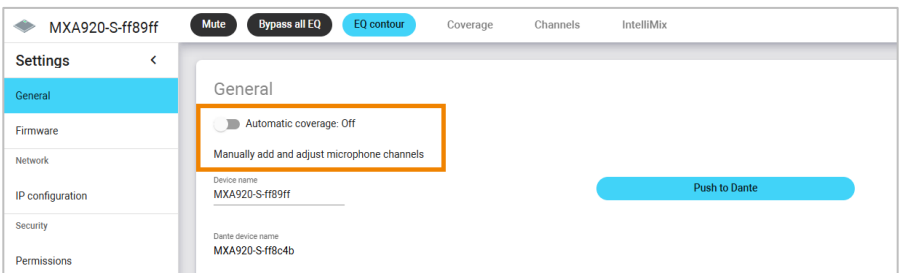 MXA920-S-ff89ff
Mute
Bypass all EQ
EQ contour
Coverage
Channels
IntelliMix
Settings
General
Firmware
Network
IP configuration
Security
Permissions
General
Automatic coverage: Off
Manually add and adjust microphone channels
Device name
MXA920-S-ff89ff
Push to Dante
Dante device name
MXA920-S-ff8c4b